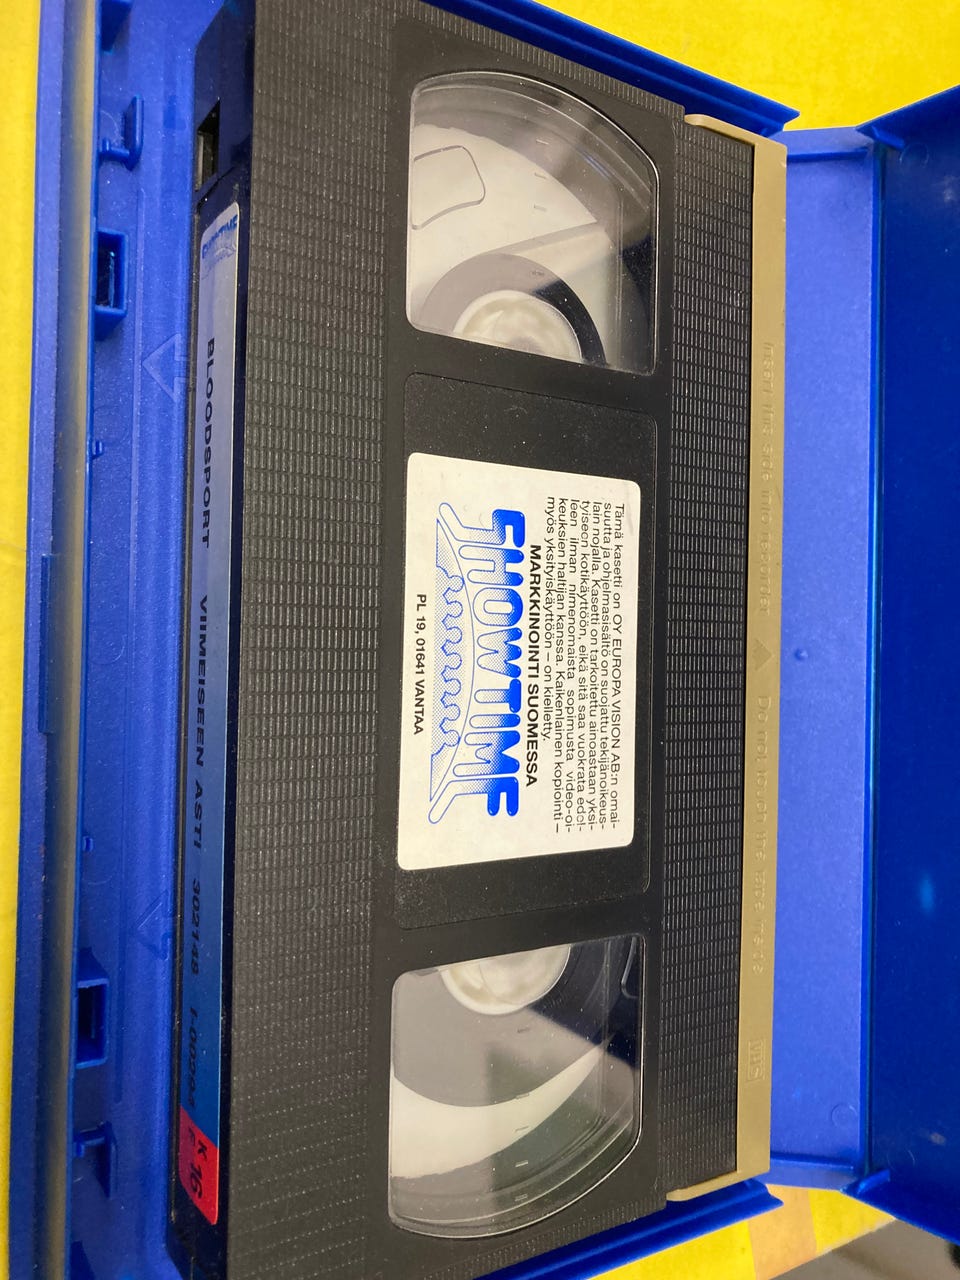 Insert this side into recorder ▲ Do not touch the tape inside
VHS
Tämä kasetti on OY EUROPA VISION AB:n omai-
suutta ja ohjelmasisältö on suojattu tekijänoikeus-
lain nojalla. Kasetti on tarkoitettu ainoastaan yksi-
tyiseen kotikäyttöön, eikä sitä saa vuokrata edel-
leen ilman nimenomaista sopimusta video-oi-
keuksien haltijan kanssa. Kaikenlainen kopiointi —
myös yksityiskäyttöön — on kielletty.
MARKKINOINTI SUOMESSA
SHOWTIME
PL 19, 01641 VANTAA
SHOWTIME
BLOODSPORT VIIMEISEEN ASTI 302148
K 16
F